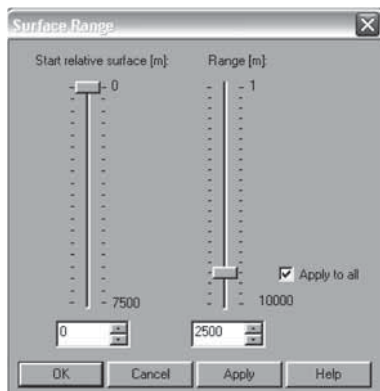 Surface Range
Start relative surface [m]: Range [m]:
0 1
Apply to all
7500 10000
0 2500
OK Cancel Apply Help